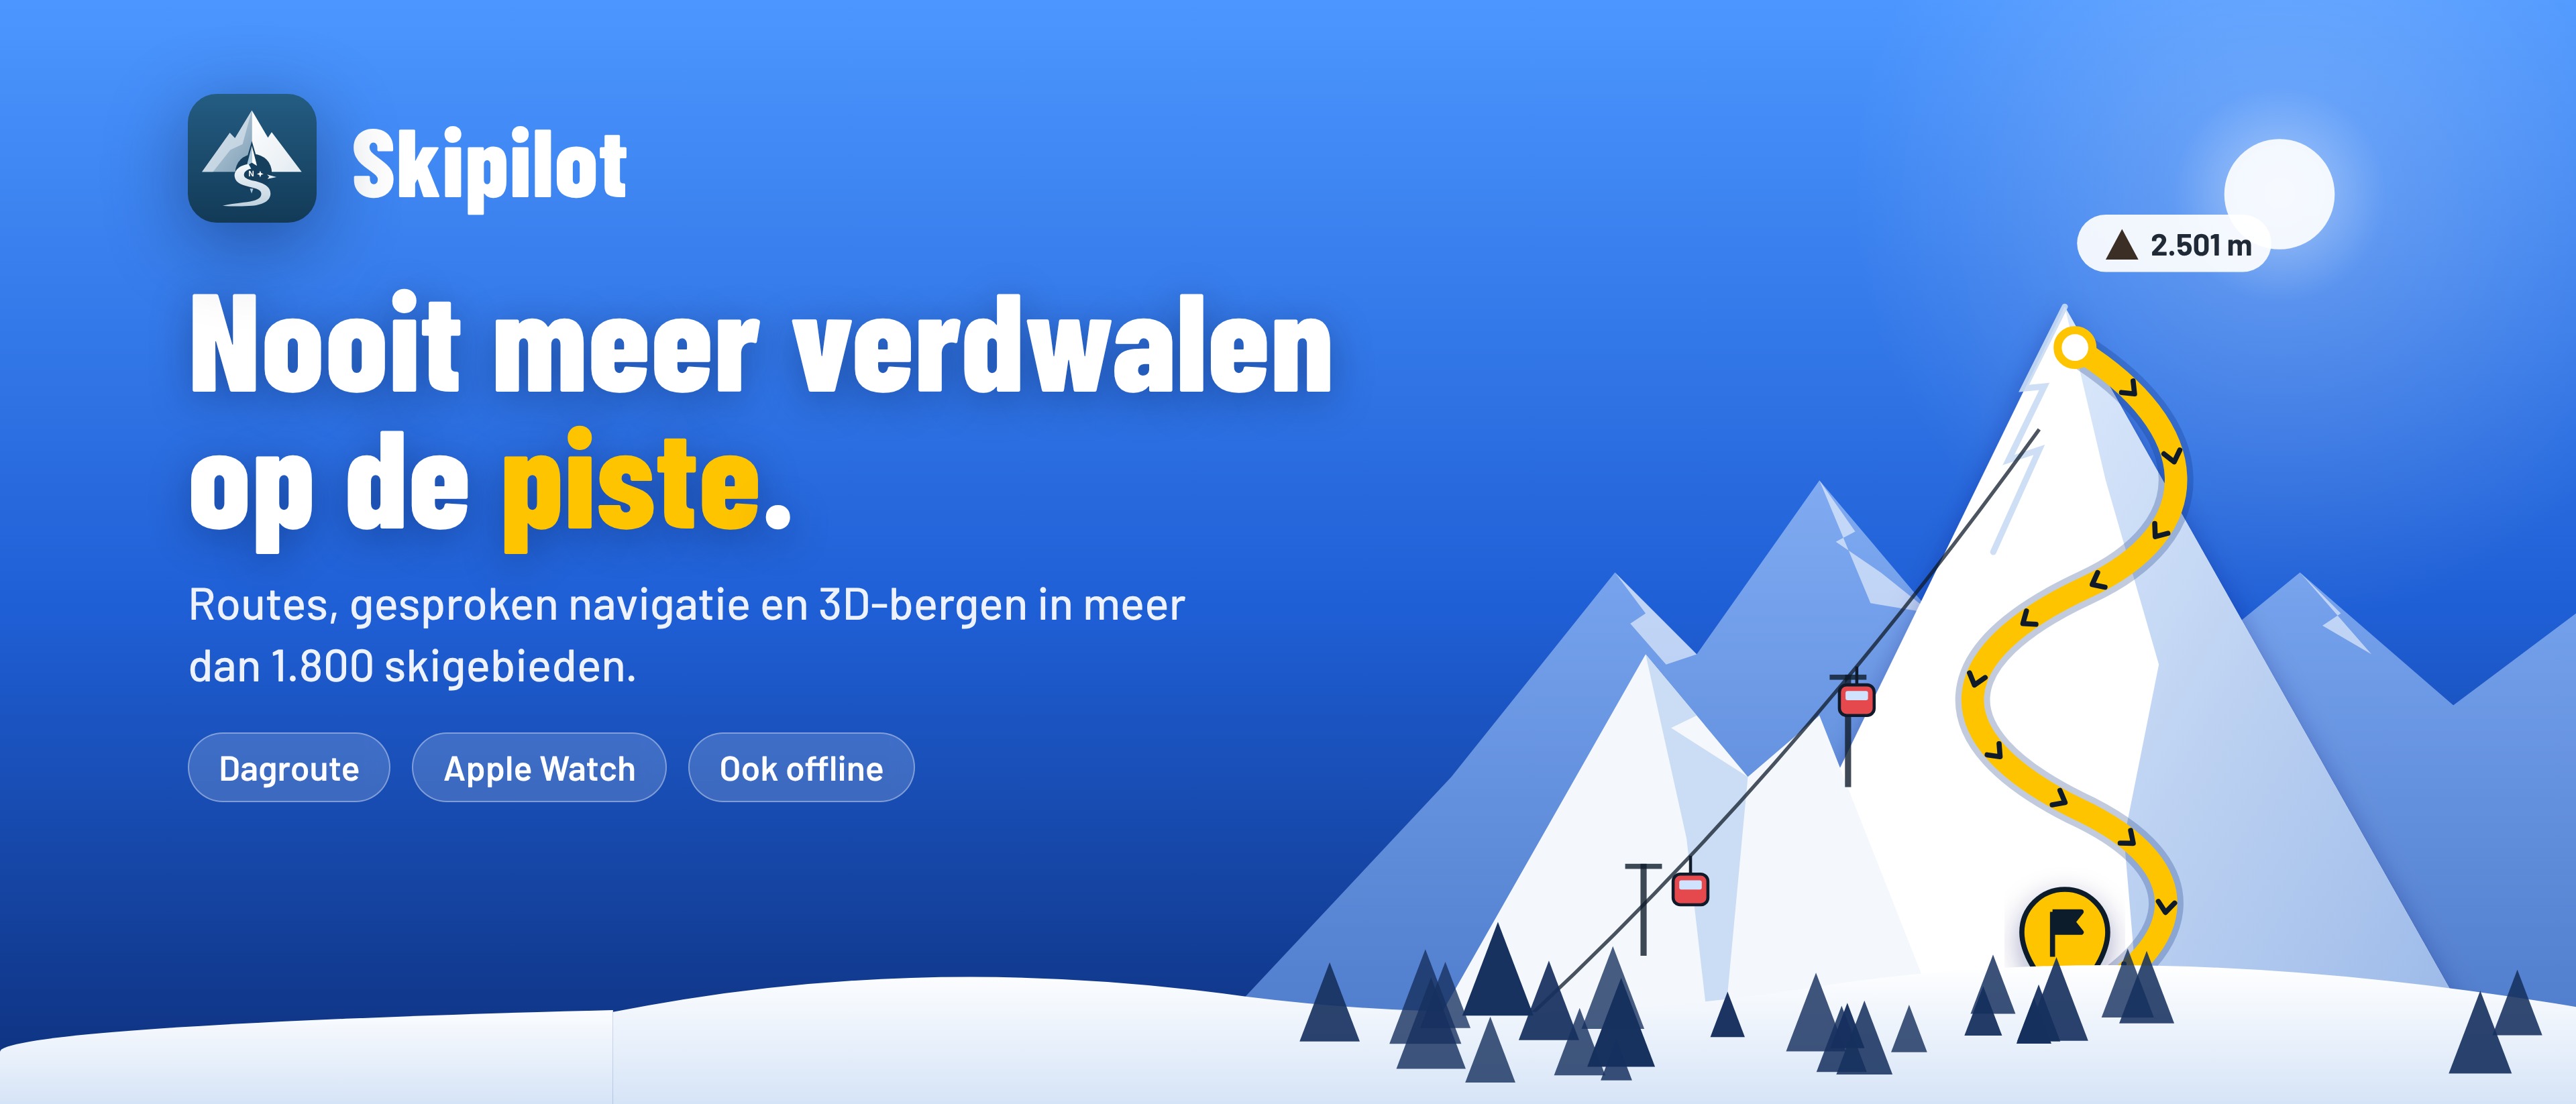 Skipilot
2.501 m
Nooit meer verdwalen
op de piste.
Routes, gesproken navigatie en 3D-bergen in meer
dan 1.800 skigebieden.
Dagroute
Apple Watch
Ook offline